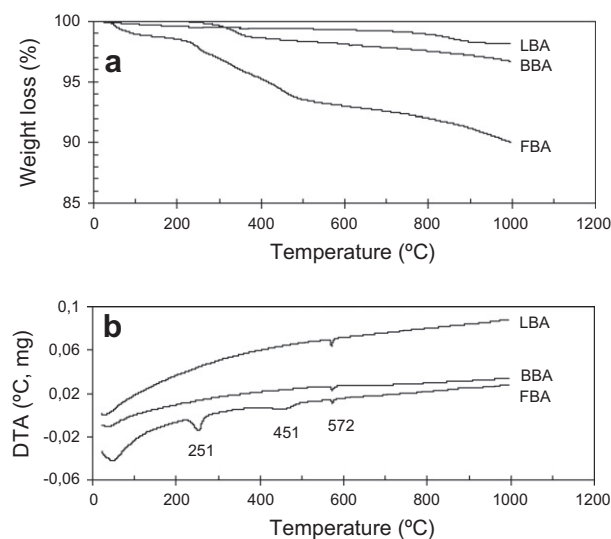 100
95
90
85
Weight loss (%)
a
LBA
BBA
FBA
0 200 400 600 800 1000 1200
Temperature (ºC)
0,1
0,06
0,02
-0,02
-0,06
DTA (ºC, mg)
b
LBA
BBA
FBA
251 451 572
0 200 400 600 800 1000 1200
Temperature (ºC)